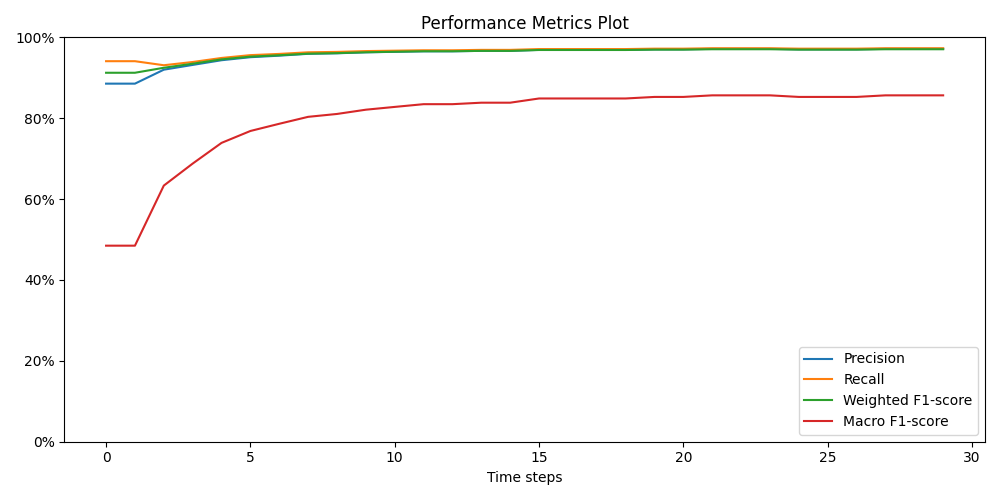 Performance Metrics Plot
100%
80%
60%
40%
20%
0%
Precision
Recall
Weighted F1-score
Macro F1-score
0 5 10 15 20 25 30
Time steps